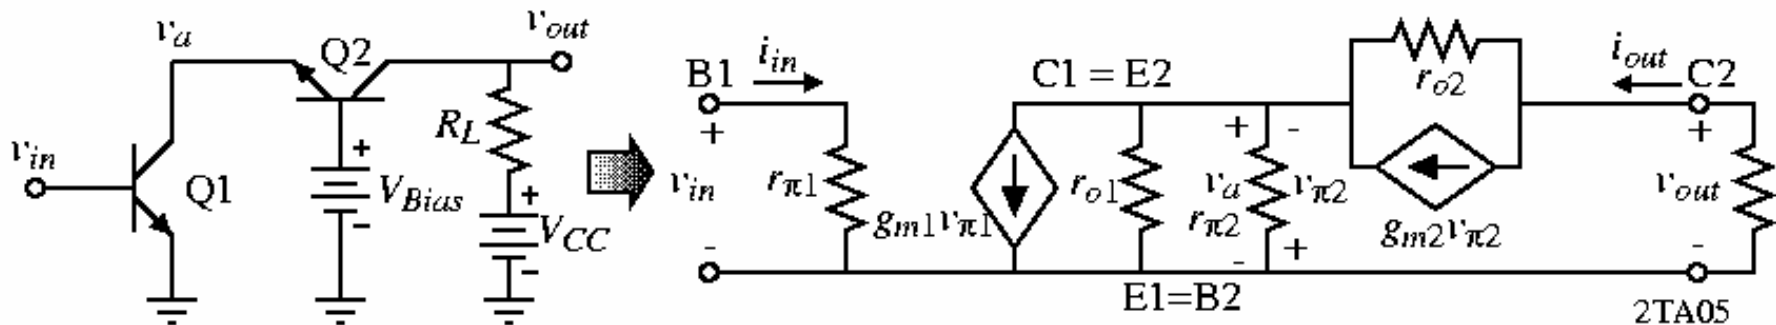 v_a
Q2
v_out
R_L
v_in
Q1
+
V_Bias
-
+
V_CC
-
B1
i_in
+
v_in
-
r_π1
C1 = E2
g_m1v_π1
r_o1
+
v_a
-
-
v_π2
+
r_π2
E1=B2
r_o2
g_m2v_π2
i_out
C2
+
v_out
-
2TA05